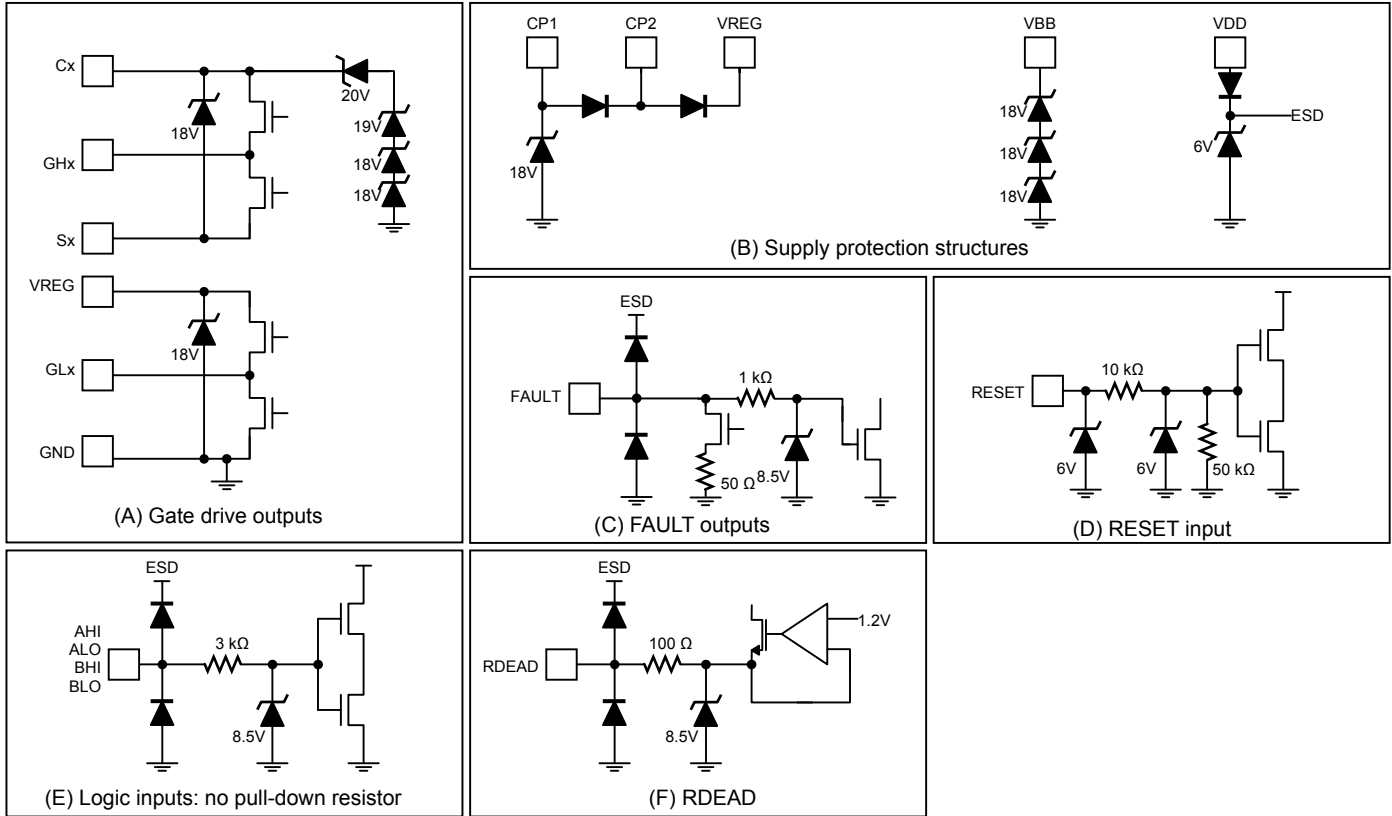 Cx
20V
18V
19V
GHx
18V
18V
Sx
VREG
18V
GLx
GND
(A) Gate drive outputs
CP1 CP2 VREG VBB VDD
18V
ESD
18V
6V
18V
18V
(B) Supply protection structures
ESD
1 kΩ
FAULT
50 Ω
8.5V
(C) FAULT outputs
10 kΩ
RESET
6V
6V
50 kΩ
(D) RESET input
ESD
AHI
ALO
BHI
BLO
3 kΩ
8.5V
(E) Logic inputs: no pull-down resistor
ESD
1.2V
100 Ω
RDEAD
8.5V
(F) RDEAD